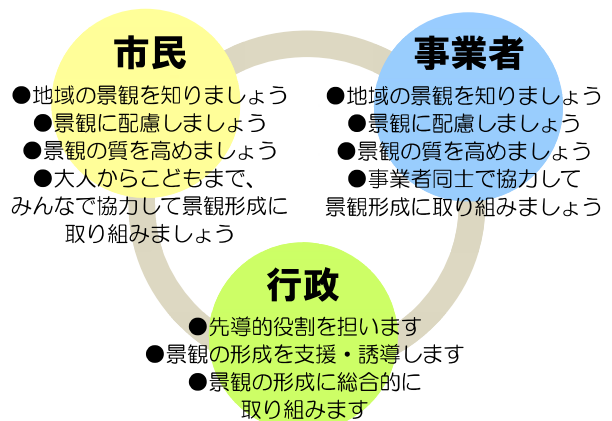 市民
●地域の景観を知りましょう
●景観に配慮しましょう
●景観の質を高めましょう
●大人からこどもまで、
みんなで協力して景観形成に
取り組みましょう
事業者
●地域の景観を知りましょう
●景観に配慮しましょう
●景観の質を高めましょう
●事業者同士で協力して
景観形成に取り組みましょう
行政
●先導的役割を担います
●景観の形成を支援・誘導します
●景観の形成に総合的に
取り組みます